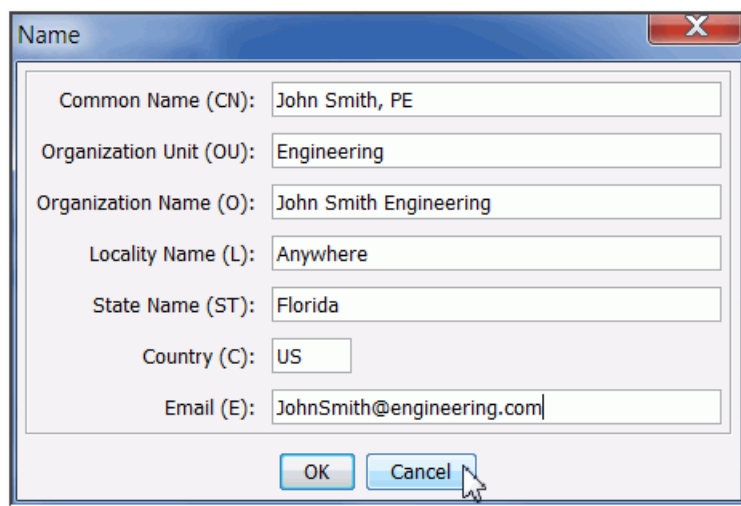 Name
Common Name (CN): John Smith, PE
Organization Unit (OU): Engineering
Organization Name (O): John Smith Engineering
Locality Name (L): Anywhere
State Name (ST): Florida
Country (C): US
Email (E): JohnSmith@engineering.com
OK Cancel